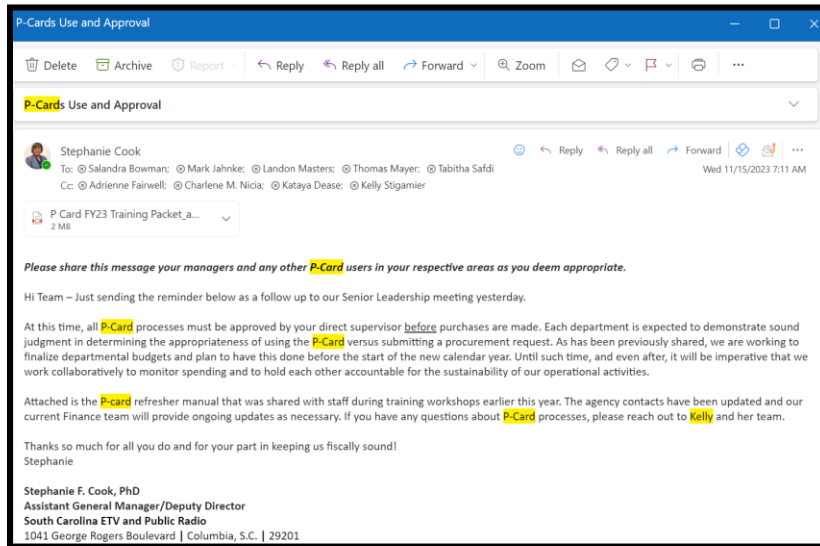 P-Cards Use and Approval
Delete Archive Report Reply Reply all Forward Zoom
P-Cards Use and Approval
Stephanie Cook
Reply Reply all Forward
To: Salandra Bowman; Mark Jahnke; Landon Masters; Thomas Mayer; Tabitha Safdi
Wed 11/15/2023 7:11 AM
Cc: Adrienne Fairwell; Charlene M. Nicia; Kataya Dease; Kelly Stigamier
P Card FY23 Training Packet_a...
2 MB
Please share this message your managers and any other P-Card users in your respective areas as you deem appropriate.
Hi Team – Just sending the reminder below as a follow up to our Senior Leadership meeting yesterday.
At this time, all P-Card processes must be approved by your direct supervisor before purchases are made. Each department is expected to demonstrate sound
judgment in determining the appropriateness of using the P-Card versus submitting a procurement request. As has been previously shared, we are working to
finalize departmental budgets and plan to have this done before the start of the new calendar year. Until such time, and even after, it will be imperative that we
work collaboratively to monitor spending and to hold each other accountable for the sustainability of our operational activities.
Attached is the P-card refresher manual that was shared with staff during training workshops earlier this year. The agency contacts have been updated and our
current Finance team will provide ongoing updates as necessary. If you have any questions about P-Card processes, please reach out to Kelly and her team.
Thanks so much for all you do and for your part in keeping us fiscally sound!
Stephanie
Stephanie F. Cook, PhD
Assistant General Manager/Deputy Director
South Carolina ETV and Public Radio
1041 George Rogers Boulevard | Columbia, S.C. | 29201